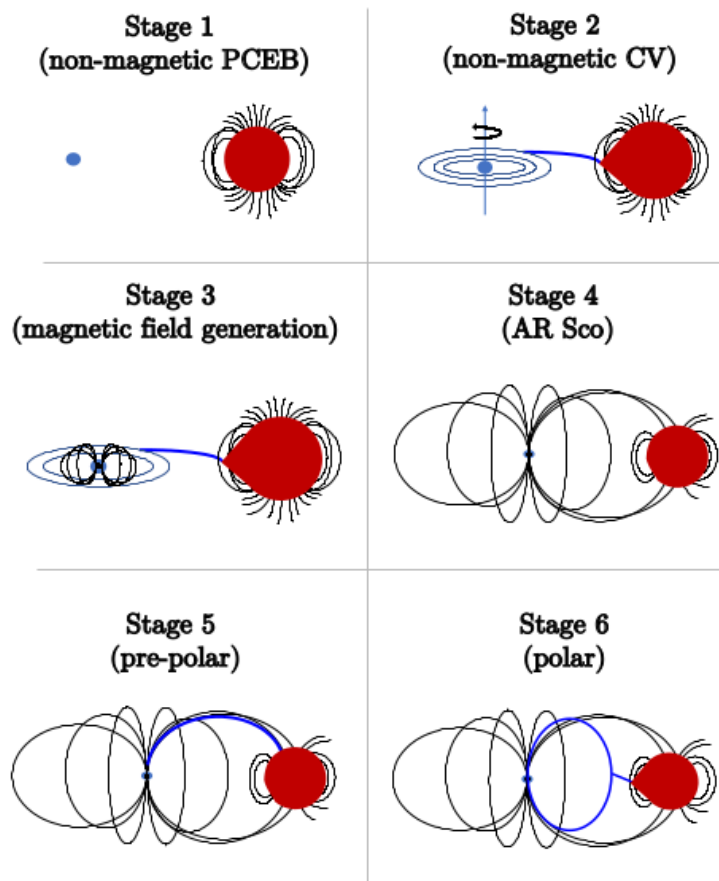 Stage 1
(non-magnetic PCEB)
Stage 2
(non-magnetic CV)
Stage 3
(magnetic field generation)
Stage 4
(AR Sco)
Stage 5
(pre-polar)
Stage 6
(polar)